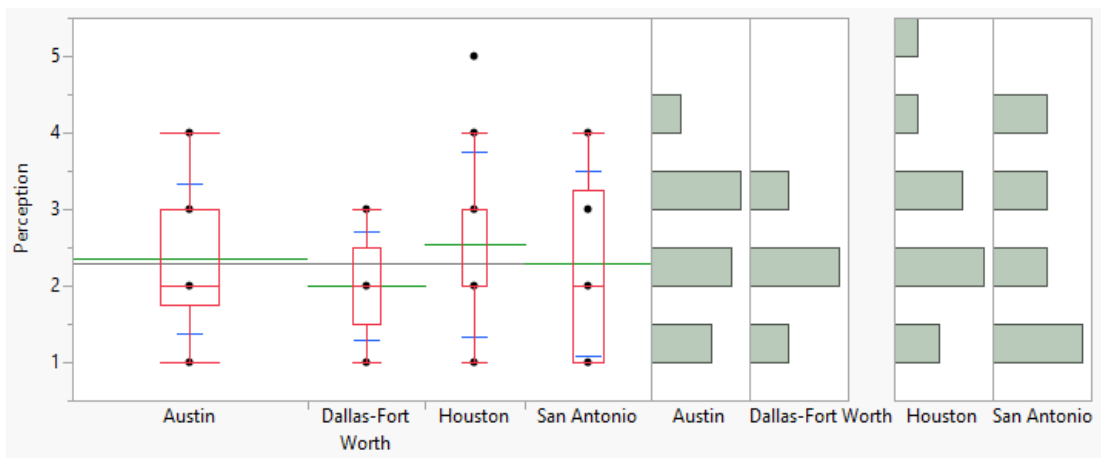 Perception
5
4
3
2
1
Austin
Dallas-Fort
Worth
Houston
San Antonio
Austin
Dallas-Fort Worth
Houston
San Antonio